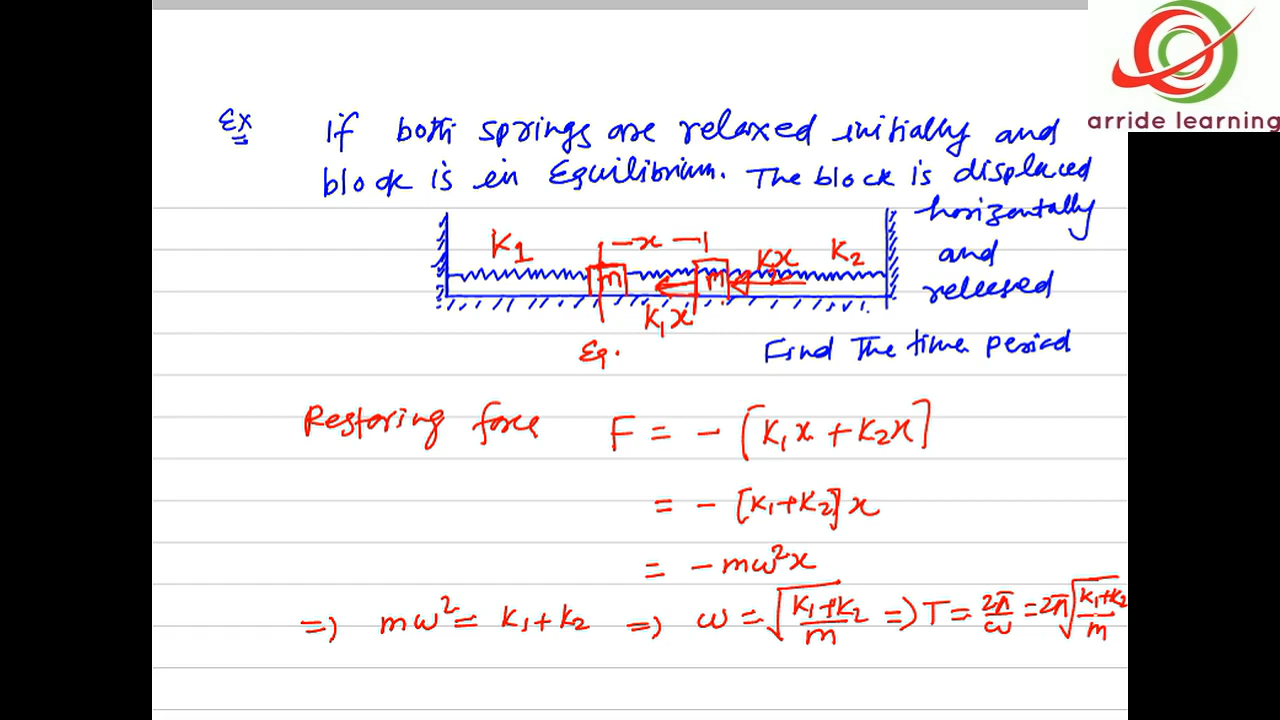 arride learning
Ex If both springs are relaxed initially and
block is in Equilibrium. The block is displaced
horizontally
and
released
K₁ -x- K₂x K₂
m m
K₁x
Eq.
Find The time period
Restoring force F = - [K₁x + K₂x]
= - [K₁+K₂]x
= - mω²x
=) mω² = K₁+K₂ =) ω = √(K₁+K₂/m) =) T = 2π/ω = 2π√(K₁+K₂/m)